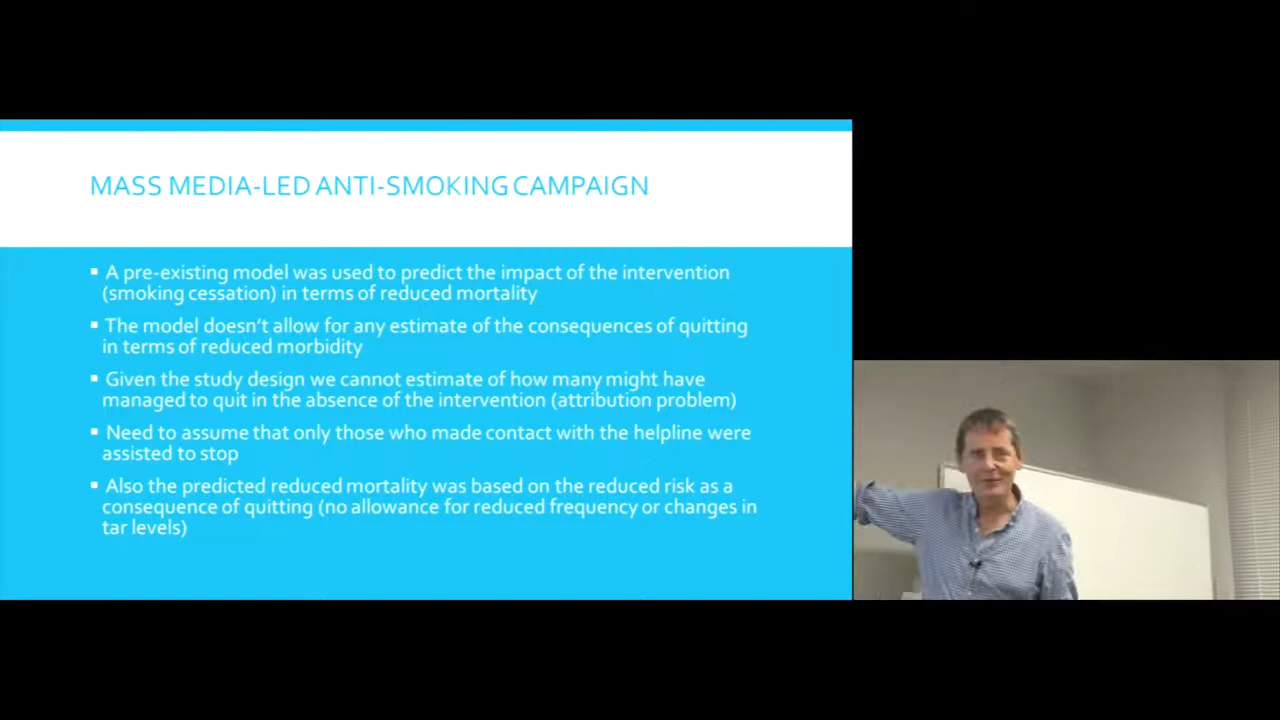 MASS MEDIA-LED ANTI-SMOKING CAMPAIGN
▪ A pre-existing model was used to predict the impact of the intervention
(smoking cessation) in terms of reduced mortality
▪ The model doesn't allow for any estimate of the consequences of quitting
in terms of reduced morbidity
▪ Given the study design we cannot estimate of how many might have
managed to quit in the absence of the intervention (attribution problem)
▪ Need to assume that only those who made contact with the helpline were
assisted to stop
▪ Also the predicted reduced mortality was based on the reduced risk as a
consequence of quitting (no allowance for reduced frequency or changes in
tar levels)